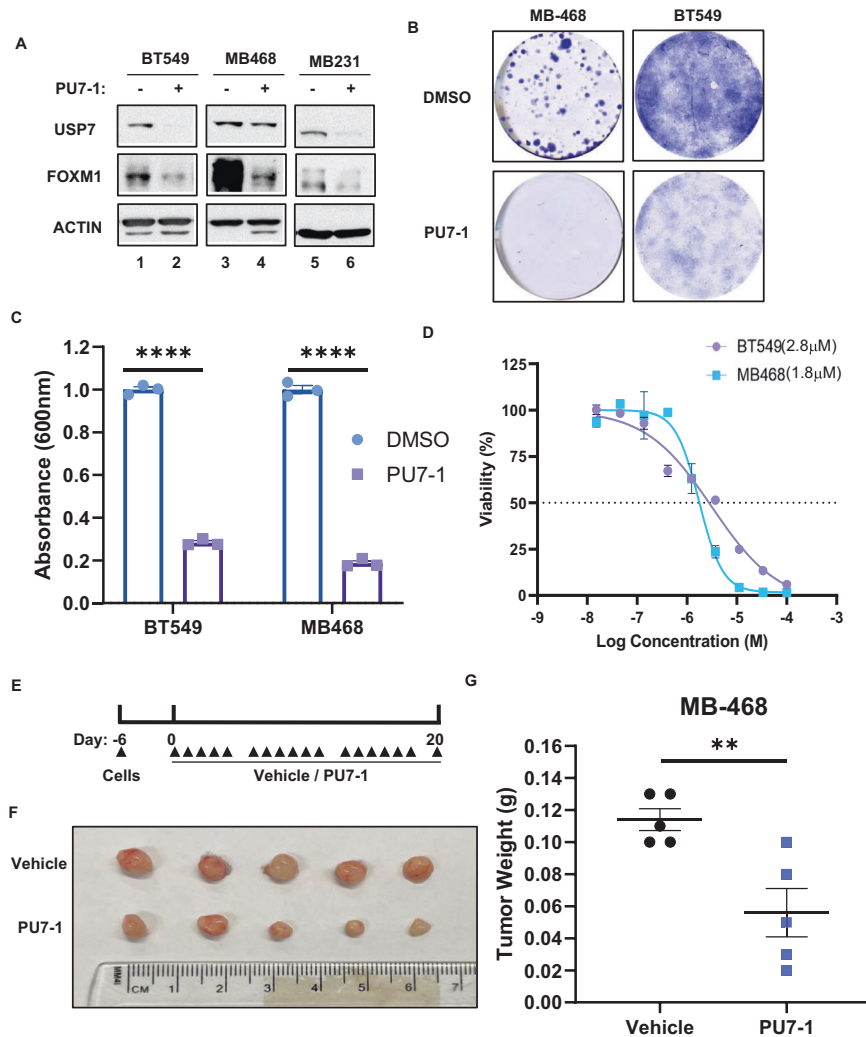 A
BT549 MB468 MB231
PU7-1: - + - + - +
USP7
FOXM1
ACTIN
1 2 3 4 5 6
B
MB-468 BT549
DMSO
PU7-1
C
**** ****
1.2
1.0
0.8
0.6
0.4
0.2
0.0
Absorbance (600nm)
DMSO
PU7-1
BT549 MB468
D
BT549(2.8μM)
MB468(1.8μM)
125
100
75
50
25
0
Viability (%)
-9 -8 -7 -6 -5 -4 -3
Log Concentration (M)
E
Day: -6 0 20
Cells Vehicle / PU7-1
F
Vehicle
PU7-1
CM 1 2 3 4 5 6 7
G
MB-468
**
0.16
0.14
0.12
0.10
0.08
0.06
0.04
0.02
0.00
Tumor Weight (g)
Vehicle PU7-1